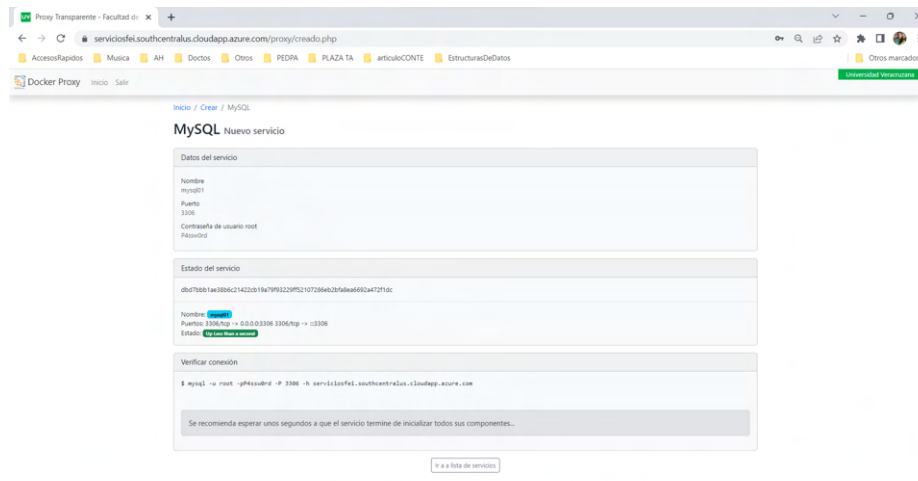 Proxy Transparente - Facultad de
serviciosfei.southcentralus.cloudapp.azure.com/proxy/creado.php
AccesosRapidos Musica AH Doctos Otros PEDPA PLAZA TA articuloCONTE EstructurasDeDatos Otros marcador
Docker Proxy Inicio Salir
Universidad Veracruzana
Inicio / Crear / MySQL
MySQL Nuevo servicio
Datos del servicio
Nombre
mysql01
Puerto
3306
Contraseña de usuario root
P4ssw0rd
Estado del servicio
Nombre: mysql01
Puertos: 3306/tcp -> 0.0.0.0:3306 3306/tcp -> :::3306
Estado: Up Less than a second
Verificar conexión
$ mysql -u root -pP4ssw0rd -P 3306 -h serviciosfei.southcentralus.cloudapp.azure.com
Se recomienda esperar unos segundos a que el servicio termine de inicializar todos sus componentes...
Ir a a lista de servicios